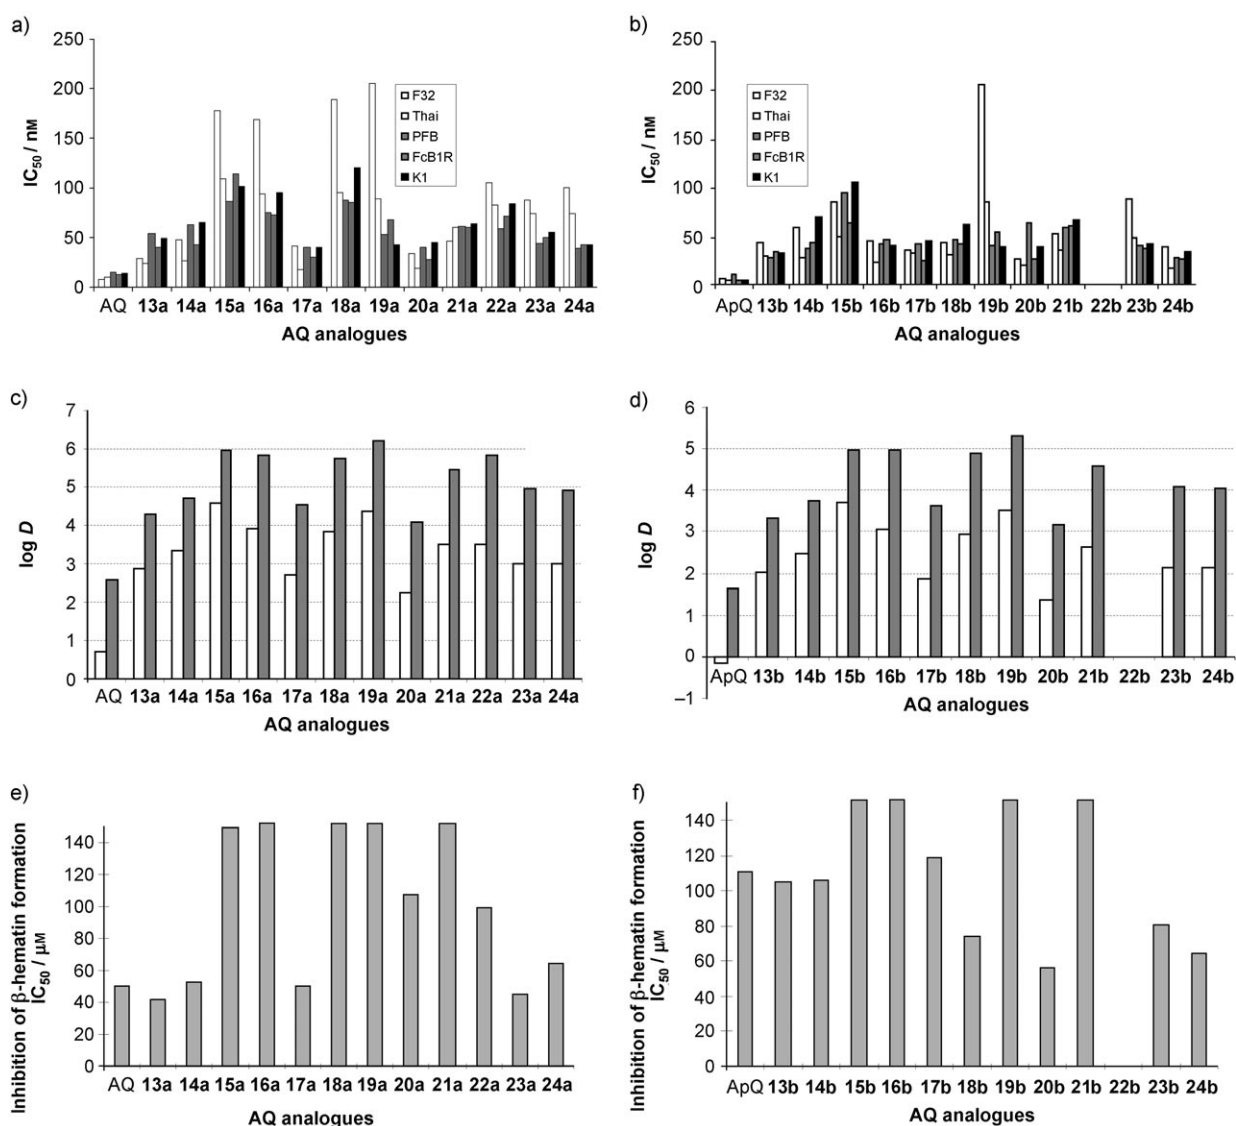 a)
250
200
150
100
50
0
IC50 / nM
F32
Thai
PFB
FcB1R
K1
AQ 13a 14a 15a 16a 17a 18a 19a 20a 21a 22a 23a 24a
AQ analogues
b)
250
200
150
100
50
0
IC50 / nM
F32
Thai
PFB
FcB1R
K1
ApQ 13b 14b 15b 16b 17b 18b 19b 20b 21b 22b 23b 24b
AQ analogues
c)
7
6
5
4
3
2
1
0
log D
AQ 13a 14a 15a 16a 17a 18a 19a 20a 21a 22a 23a 24a
AQ analogues
d)
6
5
4
3
2
1
0
–1
log D
ApQ 13b 14b 15b 16b 17b 18b 19b 20b 21b 22b 23b 24b
AQ analogues
e)
140
120
100
80
60
40
20
0
Inhibition of β-hematin formation
IC50 / μM
AQ 13a 14a 15a 16a 17a 18a 19a 20a 21a 22a 23a 24a
AQ analogues
f)
140
120
100
80
60
40
20
0
Inhibition of β-hematin formation
IC50 / μM
ApQ 13b 14b 15b 16b 17b 18b 19b 20b 21b 22b 23b 24b
AQ analogues